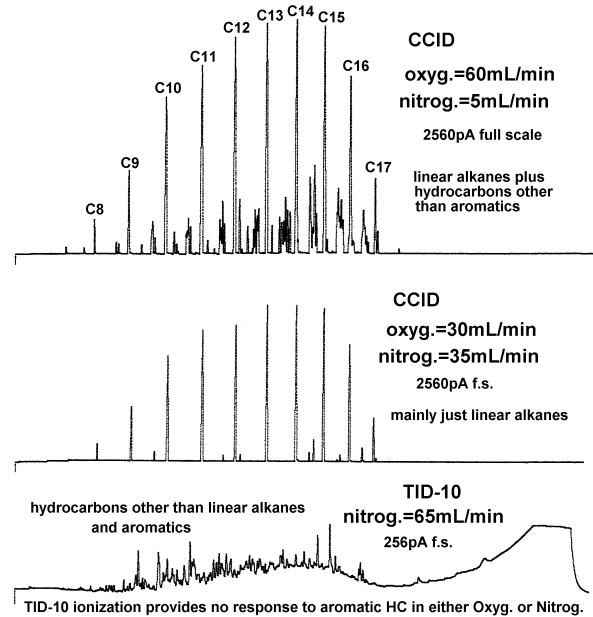 C8
C9
C10
C11
C12
C13
C14
C15
C16
C17
CCID
oxyg.=60mL/min
nitrog.=5mL/min
2560pA full scale
linear alkanes plus
hydrocarbons other
than aromatics
CCID
oxyg.=30mL/min
nitrog.=35mL/min
2560pA f.s.
mainly just linear alkanes
TID-10
nitrog.=65mL/min
256pA f.s.
hydrocarbons other than linear alkanes
and aromatics
TID-10 ionization provides no response to aromatic HC in either Oxyg. or Nitrog.